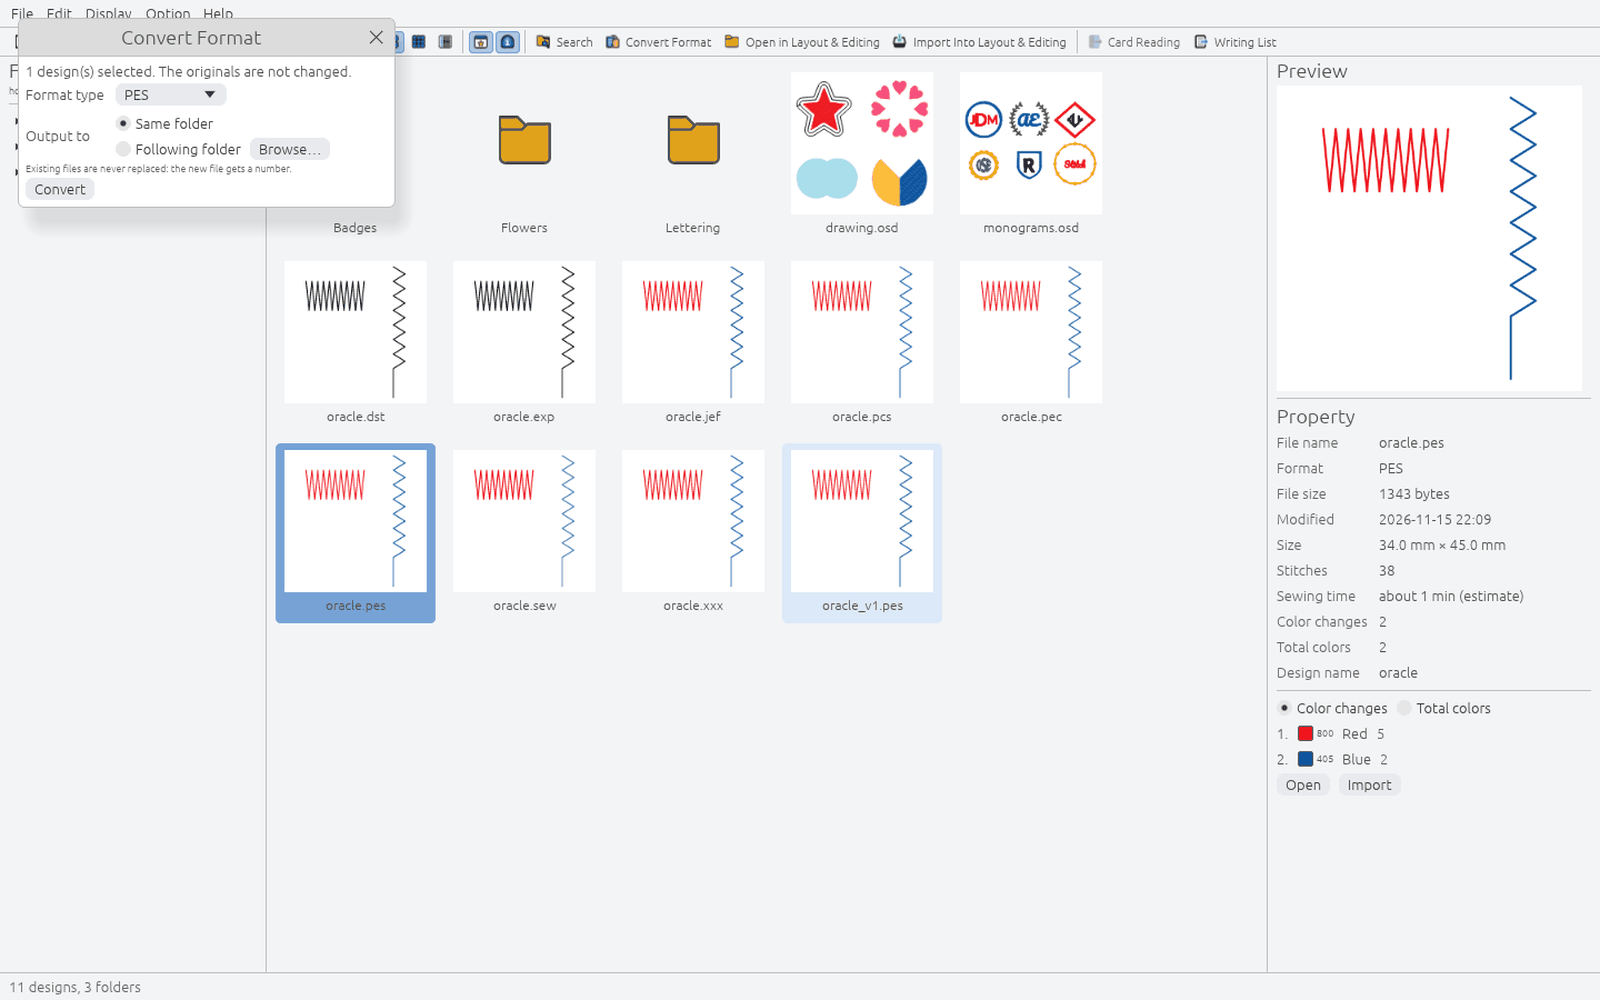 File Edit Display Option Help
Convert Format
Search Convert Format Open in Layout & Editing Import Into Layout & Editing Card Reading Writing List
1 design(s) selected. The originals are not changed.
Format type PES
Output to
Same folder
Following folder Browse...
Existing files are never replaced: the new file gets a number.
Convert
JDM
R
Badges Flowers Lettering drawing.osd monograms.osd
oracle.dst oracle.exp oracle.jef oracle.pcs oracle.pec
oracle.pes oracle.sew oracle.xxx oracle_v1.pes
Preview
Property
File name oracle.pes
Format PES
File size 1343 bytes
Modified 2026-11-15 22:09
Size 34.0 mm × 45.0 mm
Stitches 38
Sewing time about 1 min (estimate)
Color changes 2
Total colors 2
Design name oracle
Color changes Total colors
1. 800 Red 5
2. 405 Blue 2
Open Import
11 designs, 3 folders